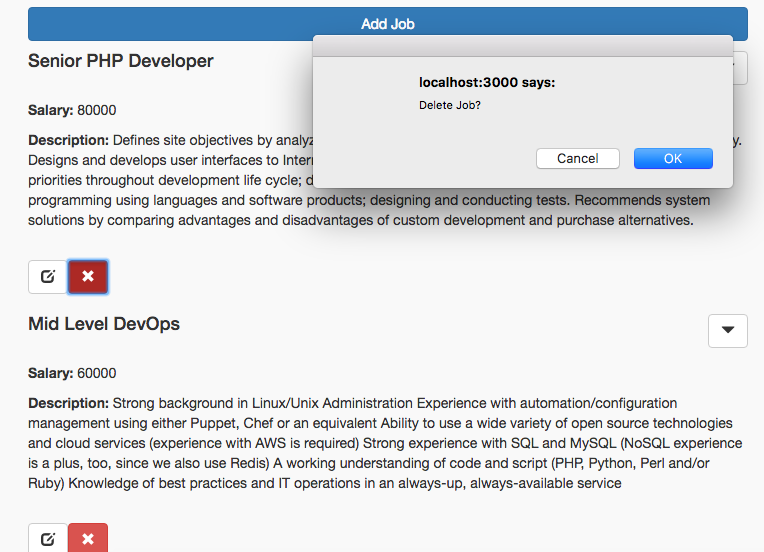 Add Job
Senior PHP Developer
localhost:3000 says:
Delete Job?
Cancel
OK
Salary: 80000
Description: Defines site objectives by
y.
Designs and develops user interfaces to
priorities throughout development life cycle;
programming using languages and software products; designing and conducting tests. Recommends system
solutions by comparing advantages and disadvantages of custom development and purchase alternatives.
Mid Level DevOps
Salary: 60000
Description: Strong background in Linux/Unix Administration Experience with automation/configuration
management using either Puppet, Chef or an equivalent Ability to use a wide variety of open source technologies
and cloud services (experience with AWS is required) Strong experience with SQL and MySQL (NoSQL experience
is a plus, too, since we also use Redis) A working understanding of code and script (PHP, Python, Perl and/or
Ruby) Knowledge of best practices and IT operations in an always-up, always-available service